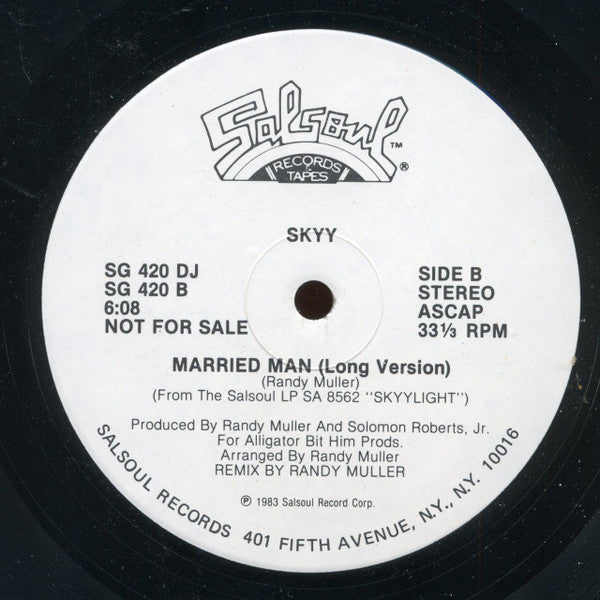 Salsoul™
RECORDS & TAPES ®
SKYY
SG 420 DJ
SG 420 B
6:08
NOT FOR SALE
SIDE B
STEREO
ASCAP
33⅓ RPM
MARRIED MAN (Long Version)
(Randy Muller)
(From The Salsoul LP SA 8562 "SKYYLIGHT")
Produced By Randy Muller And Solomon Roberts, Jr.
For Alligator Bit Him Prods.
Arranged By Randy Muller
REMIX BY RANDY MULLER
℗ 1983 Salsoul Record Corp.
SALSOUL RECORDS 401 FIFTH AVENUE, N.Y., N.Y. 10016